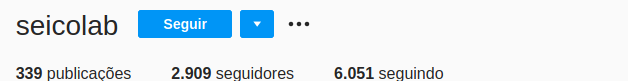 seicolab Seguir
339 publicações 2.909 seguidores 6.051 seguindo